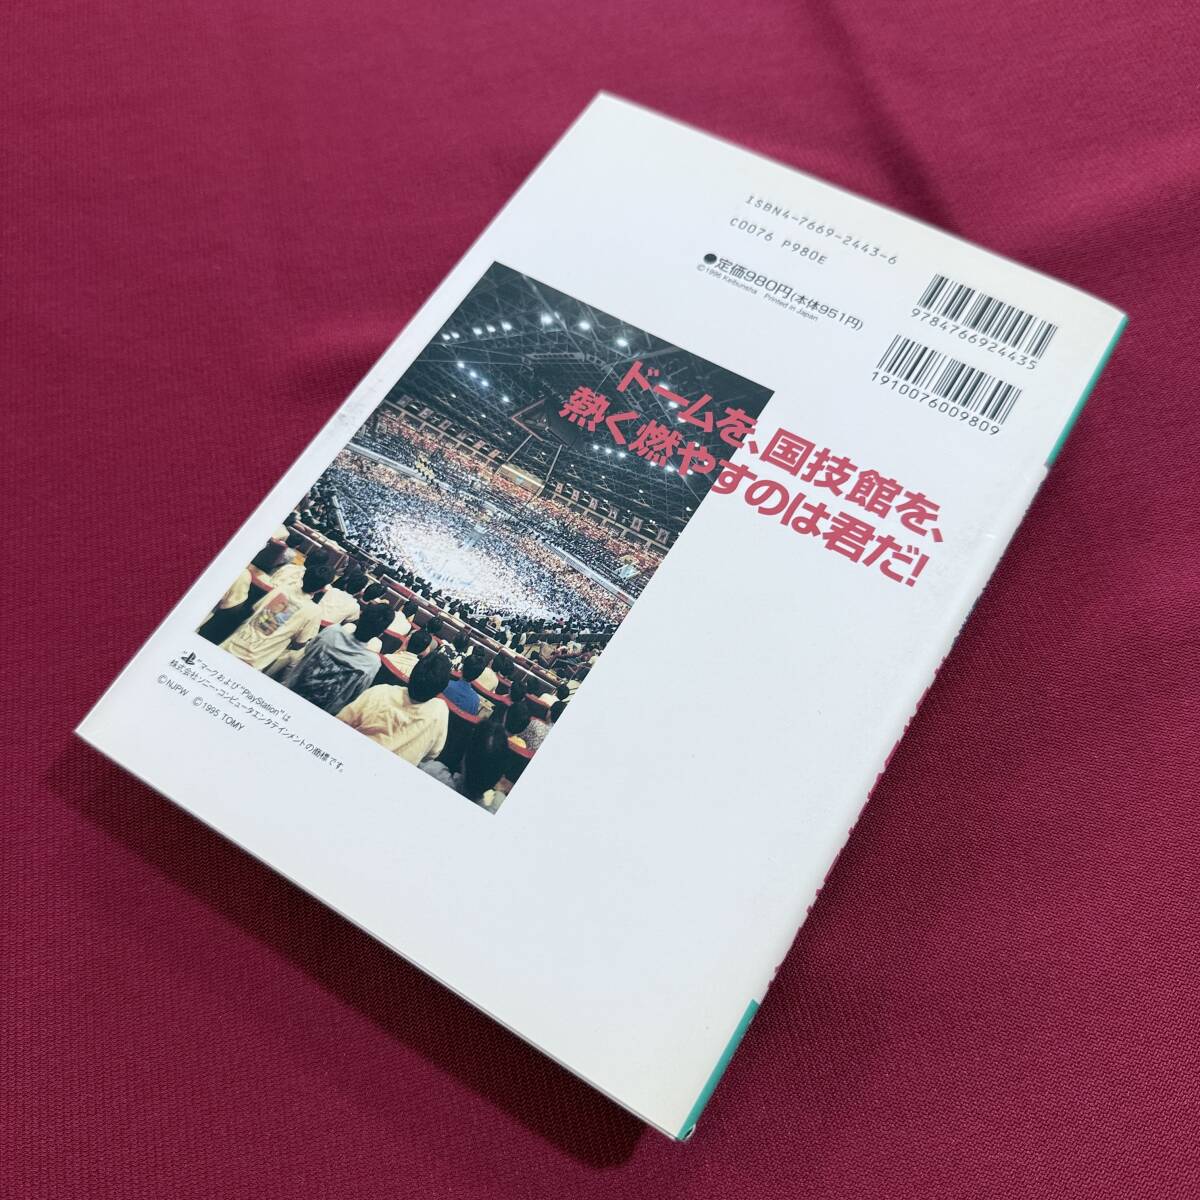 ISBN4-7669-2443-6
C0076 P980E
●定価980円(本体951円)
©1996 Keibunsha Printed in Japan
9784766924435
1910076009809
ドームを、国技館を、
熱く燃やすのは君だ!
"PS"マークおよび"PlayStation"は
株式会社ソニー・コンピュータエンタテインメントの商標です。
©NJPW ©1995 TOMY